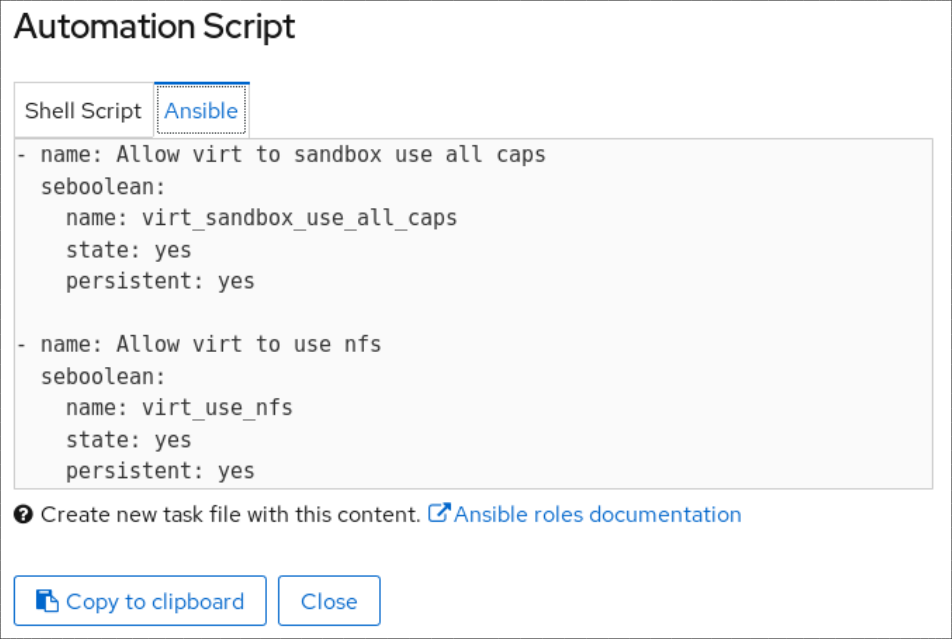 Automation Script
Shell Script Ansible
- name: Allow virt to sandbox use all caps
  seboolean:
    name: virt_sandbox_use_all_caps
    state: yes
    persistent: yes

- name: Allow virt to use nfs
  seboolean:
    name: virt_use_nfs
    state: yes
    persistent: yes
Create new task file with this content. Ansible roles documentation
Copy to clipboard Close